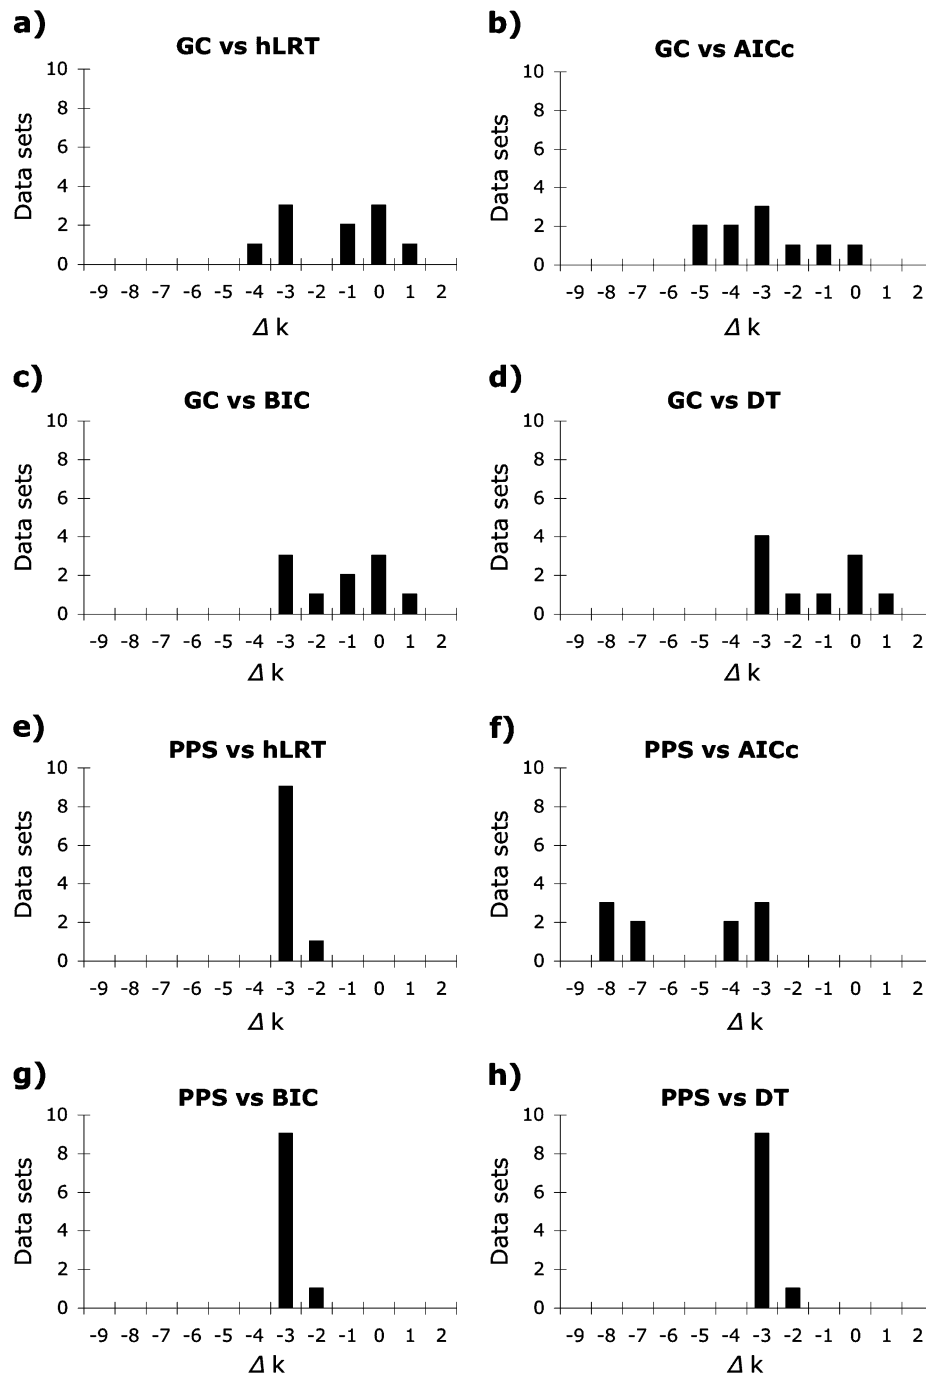 a)
GC vs hLRT
10
8
6
4
2
0
Data sets
-9 -8 -7 -6 -5 -4 -3 -2 -1 0 1 2
Δ k
b)
GC vs AICc
10
8
6
4
2
0
Data sets
-9 -8 -7 -6 -5 -4 -3 -2 -1 0 1 2
Δ k
c)
GC vs BIC
10
8
6
4
2
0
Data sets
-9 -8 -7 -6 -5 -4 -3 -2 -1 0 1 2
Δ k
d)
GC vs DT
10
8
6
4
2
0
Data sets
-9 -8 -7 -6 -5 -4 -3 -2 -1 0 1 2
Δ k
e)
PPS vs hLRT
10
8
6
4
2
0
Data sets
-9 -8 -7 -6 -5 -4 -3 -2 -1 0 1 2
Δ k
f)
PPS vs AICc
10
8
6
4
2
0
Data sets
-9 -8 -7 -6 -5 -4 -3 -2 -1 0 1 2
Δ k
g)
PPS vs BIC
10
8
6
4
2
0
Data sets
-9 -8 -7 -6 -5 -4 -3 -2 -1 0 1 2
Δ k
h)
PPS vs DT
10
8
6
4
2
0
Data sets
-9 -8 -7 -6 -5 -4 -3 -2 -1 0 1 2
Δ k